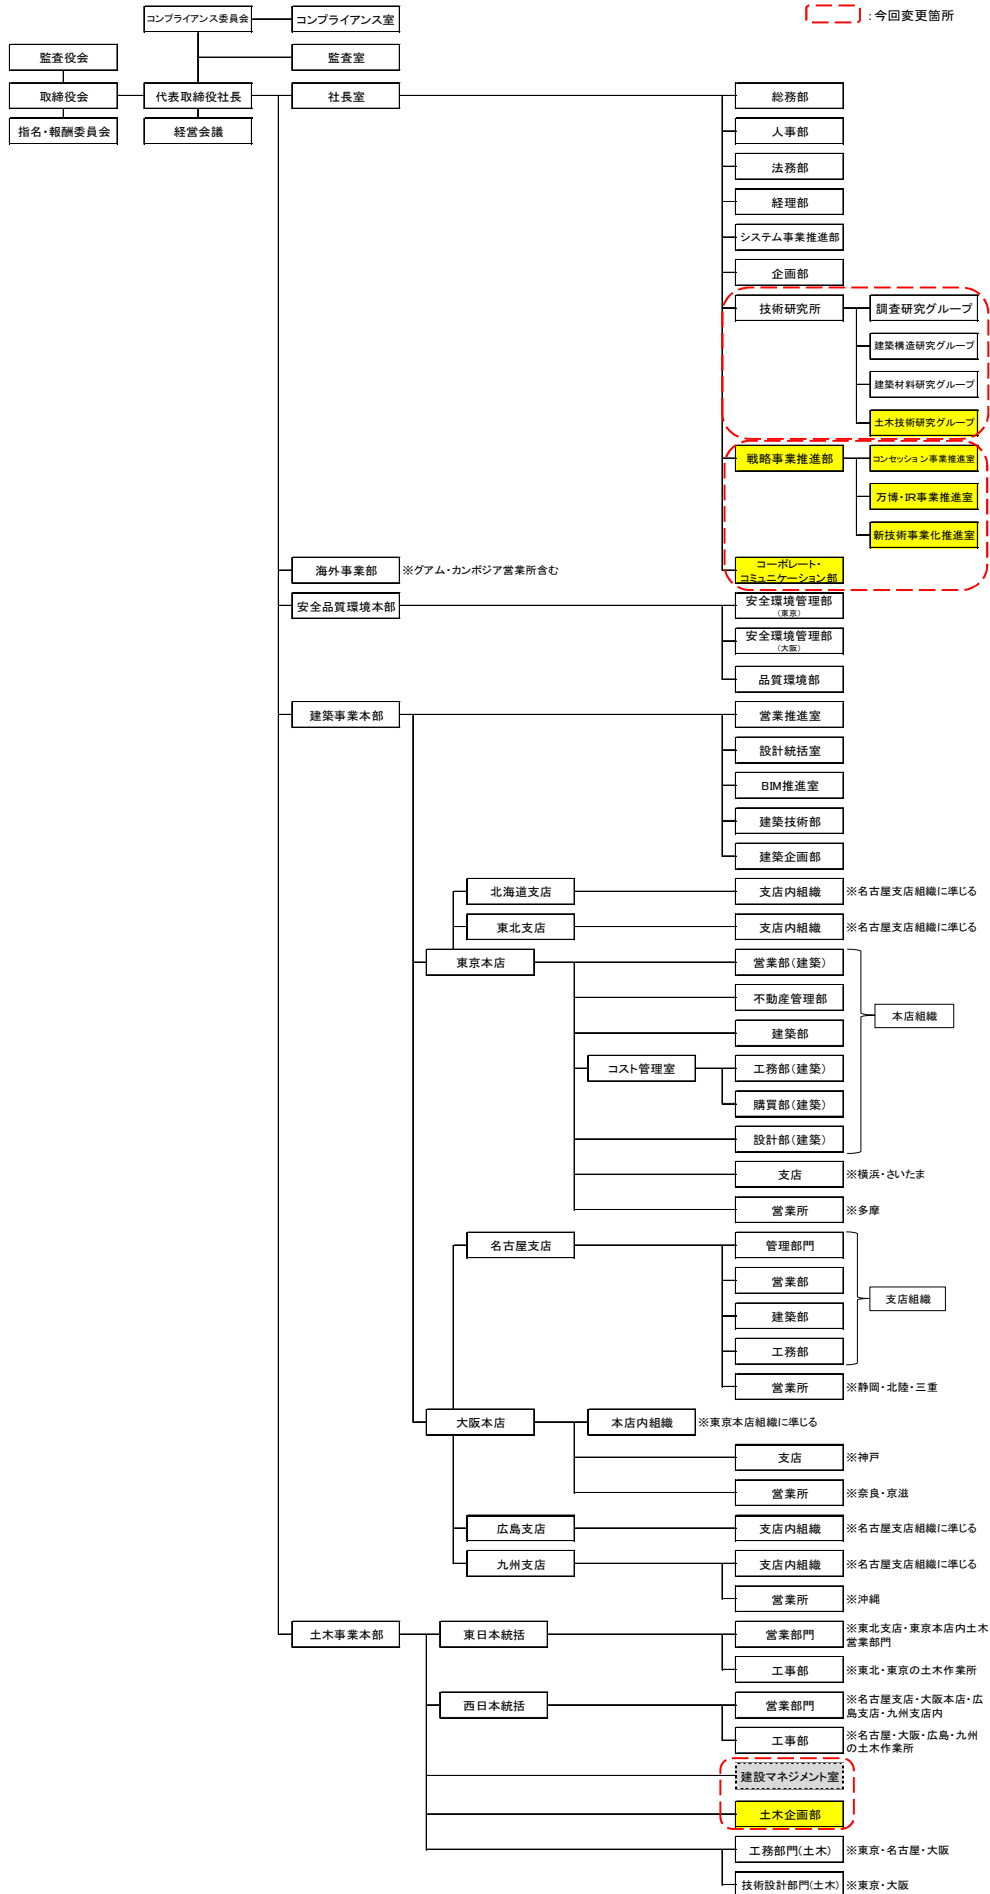 コンプライアンス委員会
コンプライアンス室
:今回変更箇所
監査役会
監査室
取締役会
代表取締役社長
社長室
総務部
指名・報酬委員会
経営会議
人事部
法務部
経理部
システム事業推進部
企画部
技術研究所
調査研究グループ
建築構造研究グループ
建築材料研究グループ
土木技術研究グループ
戦略事業推進部
コンセッション事業推進室
万博・IR事業推進室
新技術事業化推進室
コーポレート・
コミュニケーション部
海外事業部
※グアム・カンボジア営業所含む
安全品質環境本部
安全環境管理部
(東京)
安全環境管理部
(大阪)
品質環境部
建築事業本部
営業推進室
設計統括室
BIM推進室
建築技術部
建築企画部
北海道支店
支店内組織
※名古屋支店組織に準じる
東北支店
支店内組織
※名古屋支店組織に準じる
東京本店
営業部(建築)
不動産管理部
本店組織
建築部
コスト管理室
工務部(建築)
購買部(建築)
設計部(建築)
支店
※横浜・さいたま
営業所
※多摩
名古屋支店
管理部門
営業部
支店組織
建築部
工務部
営業所
※静岡・北陸・三重
大阪本店
本店内組織
※東京本店組織に準じる
支店
※神戸
営業所
※奈良・京滋
広島支店
支店内組織
※名古屋支店組織に準じる
九州支店
支店内組織
※名古屋支店組織に準じる
営業所
※沖縄
土木事業本部
東日本統括
営業部門
※東北支店・東京本店内土木
営業部門
工事部
※東北・東京の土木作業所
西日本統括
営業部門
※名古屋支店・大阪本店・広
島支店・九州支店内
工事部
※名古屋・大阪・広島・九州
の土木作業所
建設マネジメント室
土木企画部
工務部門(土木)
※東京・名古屋・大阪
技術設計部門(土木)
※東京・大阪